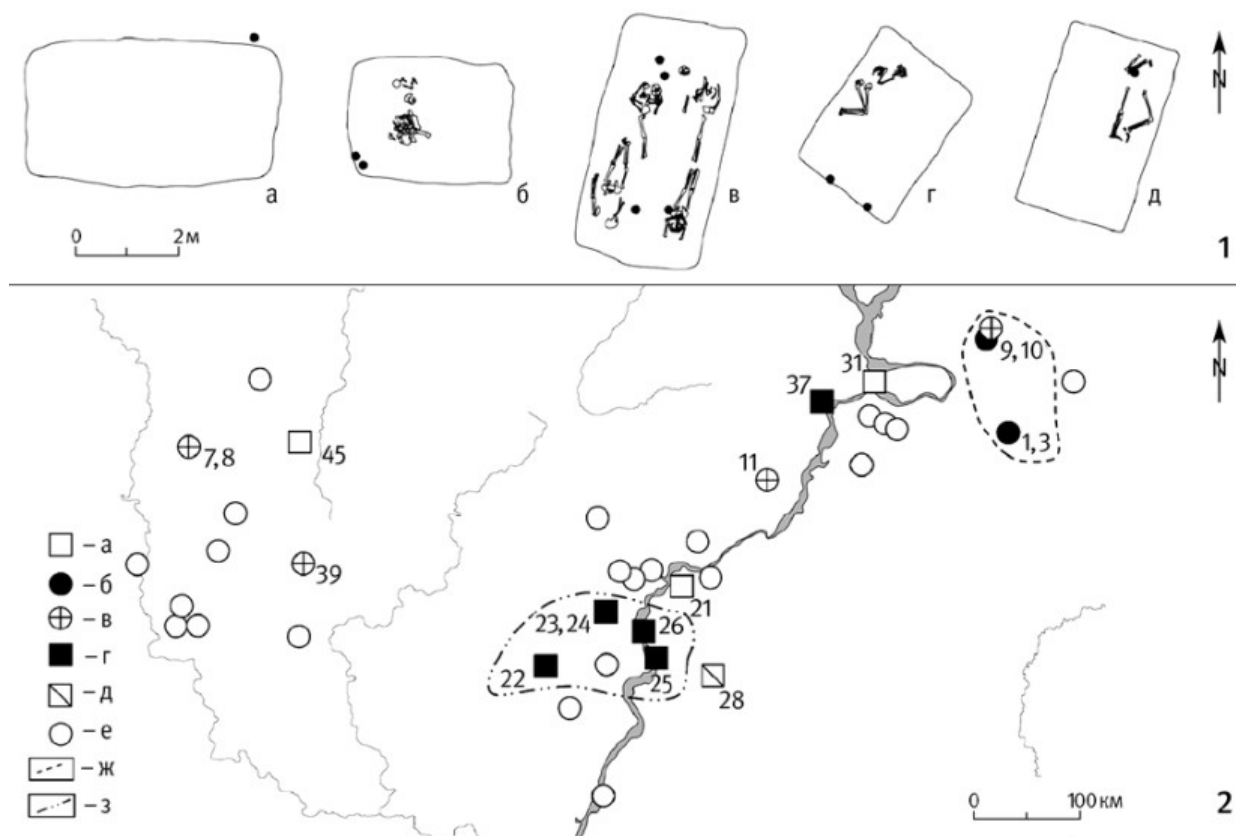 N
а
б
в
г
д
0 2 м
1
N
31
37
9, 10
1,3
7,8
45
11
39
21
23, 24
26
22
25
28
– а
– б
– в
– г
– д
– е
– ж
– з
0 100 км
2